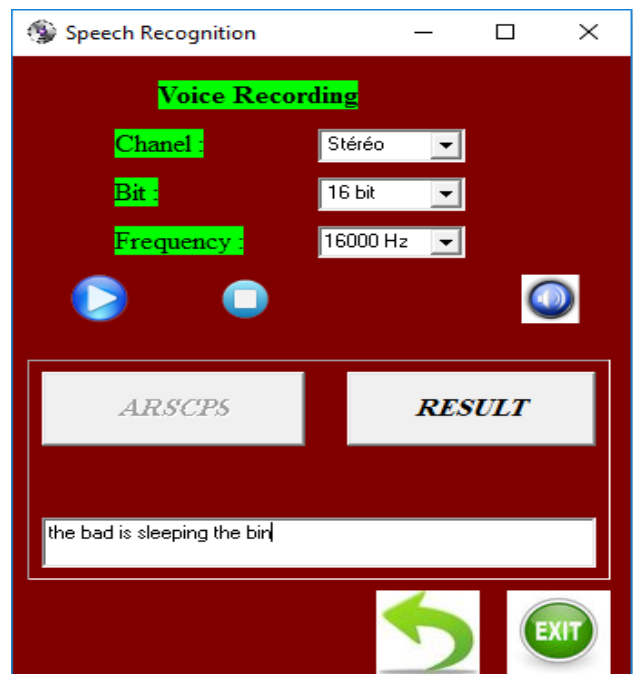 Speech Recognition
Voice Recording
Chanel : Stéréo
Bit : 16 bit
Frequency : 16000 Hz
ARSCPS RESULT
the bad is sleeping the bin
EXIT